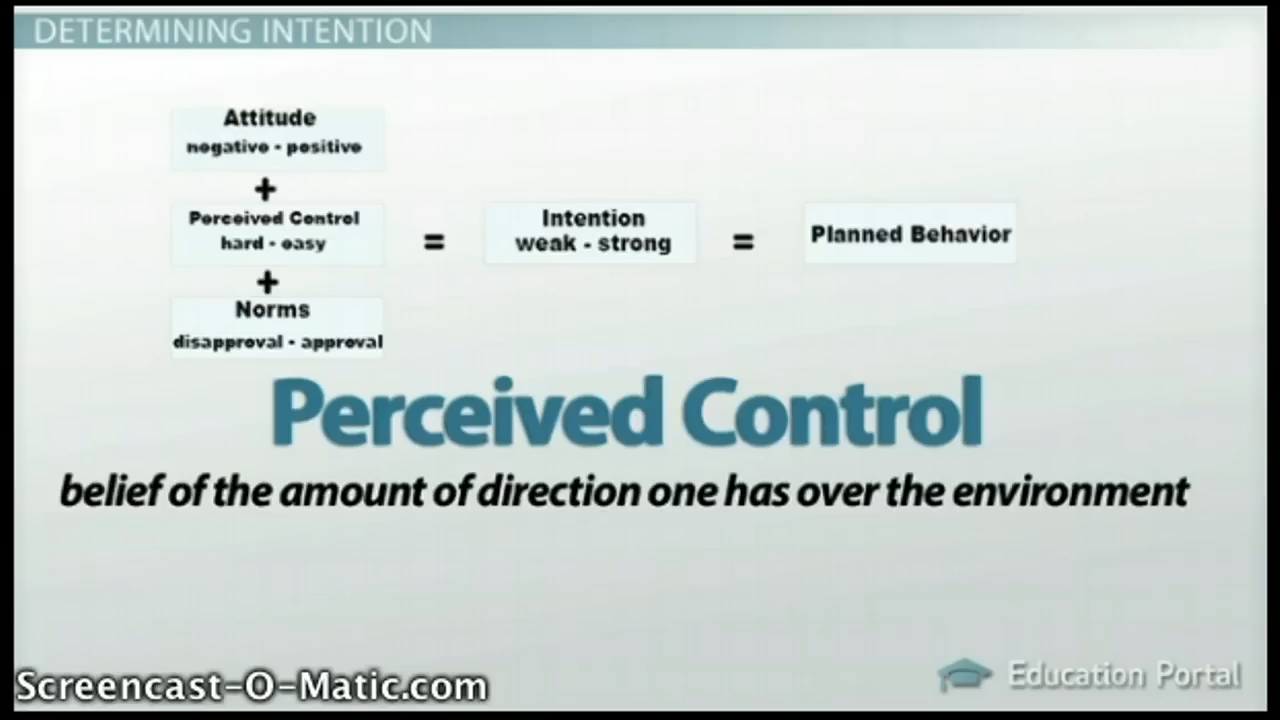 DETERMINING INTENTION
Attitude
negative - positive
+
Perceived Control
hard - easy
+
Norms
disapproval - approval
=
Intention
weak - strong
=
Planned Behavior
Perceived Control
belief of the amount of direction one has over the environment
Screencast-O-Matic.com
Education Portal